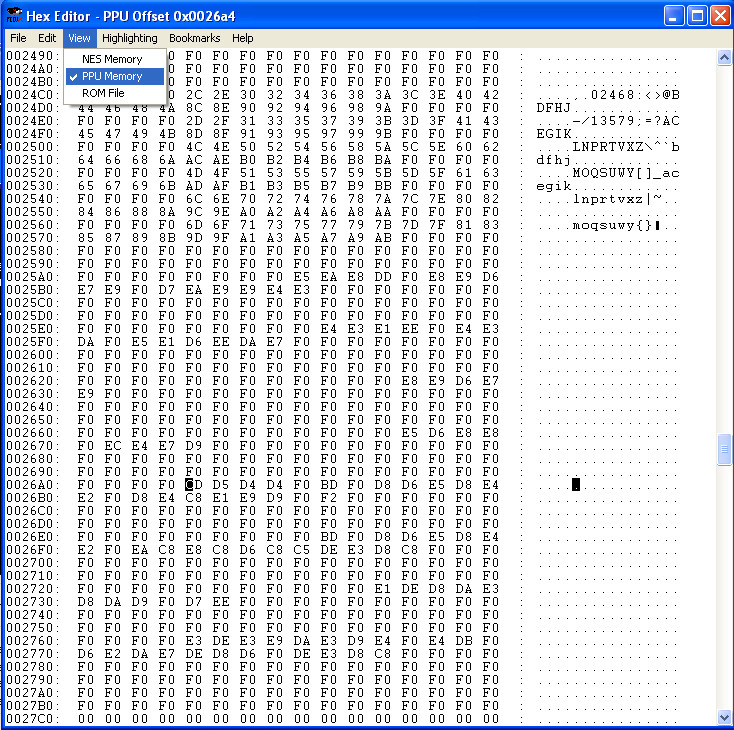 Hex Editor - PPU Offset 0x0026a4
File Edit View Highlighting Bookmarks Help
NES Memory
PPU Memory
ROM File
002490: F0 F0 F0 F0 F0 F0 F0 F0 F0 F0 F0 F0 : ................
0024A0: F0 F0 F0 F0 F0 F0 F0 F0 F0 F0 F0 F0 : ................
0024B0: F0 F0 F0 F0 F0 F0 F0 F0 F0 F0 F0 F0 : ................
0024C0: 2C 2E 30 32 34 36 38 3A 3C 3E 40 42 : ....,.02468:<>@B
0024D0: 44 46 48 4A 8C 8E 90 92 94 96 98 9A F0 F0 F0 F0 : DFHJ............
0024E0: F0 F0 F0 F0 2D 2F 31 33 35 37 39 3B 3D 3F 41 43 : ....-/13579;=?AC
0024F0: 45 47 49 4B 8D 8F 91 93 95 97 99 9B F0 F0 F0 F0 : EGIK............
002500: F0 F0 F0 F0 4C 4E 50 52 54 56 58 5A 5C 5E 60 62 : ....LNPRTVXZ\^`b
002510: 64 66 68 6A AC AE B0 B2 B4 B6 B8 BA F0 F0 F0 F0 : dfhj............
002520: F0 F0 F0 F0 4D 4F 51 53 55 57 59 5B 5D 5F 61 63 : ....MOQSUWY[]_ac
002530: 65 67 69 6B AD AF B1 B3 B5 B7 B9 BB F0 F0 F0 F0 : egik............
002540: F0 F0 F0 F0 6C 6E 70 72 74 76 78 7A 7C 7E 80 82 : ....lnprtvxz|~..
002550: 84 86 88 8A 9C 9E A0 A2 A4 A6 A8 AA F0 F0 F0 F0 : ................
002560: F0 F0 F0 F0 6D 6F 71 73 75 77 79 7B 7D 7F 81 83 : ....moqsuwy{}▌..
002570: 85 87 89 8B 9D 9F A1 A3 A5 A7 A9 AB F0 F0 F0 F0 : ................
002580: F0 F0 F0 F0 F0 F0 F0 F0 F0 F0 F0 F0 F0 F0 F0 F0 : ................
002590: F0 F0 F0 F0 F0 F0 F0 F0 F0 F0 F0 F0 F0 F0 F0 F0 : ................
0025A0: F0 F0 F0 F0 F0 F0 F0 F0 E5 EA E8 DD F0 E8 E9 D6 : ................
0025B0: E7 E9 F0 D7 EA E9 E9 E4 E3 F0 F0 F0 F0 F0 F0 F0 : ................
0025C0: F0 F0 F0 F0 F0 F0 F0 F0 F0 F0 F0 F0 F0 F0 F0 F0 : ................
0025D0: F0 F0 F0 F0 F0 F0 F0 F0 F0 F0 F0 F0 F0 F0 F0 F0 : ................
0025E0: F0 F0 F0 F0 F0 F0 F0 F0 F0 E4 E3 E1 EE F0 E4 E3 : ................
0025F0: DA F0 E5 E1 D6 EE DA E7 F0 F0 F0 F0 F0 F0 F0 F0 : ................
002600: F0 F0 F0 F0 F0 F0 F0 F0 F0 F0 F0 F0 F0 F0 F0 F0 : ................
002610: F0 F0 F0 F0 F0 F0 F0 F0 F0 F0 F0 F0 F0 F0 F0 F0 : ................
002620: F0 F0 F0 F0 F0 F0 F0 F0 F0 F0 F0 F0 E8 E9 D6 E7 : ................
002630: E9 F0 F0 F0 F0 F0 F0 F0 F0 F0 F0 F0 F0 F0 F0 F0 : ................
002640: F0 F0 F0 F0 F0 F0 F0 F0 F0 F0 F0 F0 F0 F0 F0 F0 : ................
002650: F0 F0 F0 F0 F0 F0 F0 F0 F0 F0 F0 F0 F0 F0 F0 F0 : ................
002660: F0 F0 F0 F0 F0 F0 F0 F0 F0 F0 F0 F0 E5 D6 E8 E8 : ................
002670: F0 EC E4 E7 D9 F0 F0 F0 F0 F0 F0 F0 F0 F0 F0 F0 : ................
002680: F0 F0 F0 F0 F0 F0 F0 F0 F0 F0 F0 F0 F0 F0 F0 F0 : ................
002690: F0 F0 F0 F0 F0 F0 F0 F0 F0 F0 F0 F0 F0 F0 F0 F0 : ................
0026A0: F0 F0 F0 F0 CD D5 D4 D4 F0 BD F0 D8 D6 E5 D8 E4 : ................
0026B0: E2 F0 D8 E4 C8 E1 E9 D9 F0 F2 F0 F0 F0 F0 F0 F0 : ................
0026C0: F0 F0 F0 F0 F0 F0 F0 F0 F0 F0 F0 F0 F0 F0 F0 F0 : ................
0026D0: F0 F0 F0 F0 F0 F0 F0 F0 F0 F0 F0 F0 F0 F0 F0 F0 : ................
0026E0: F0 F0 F0 F0 F0 F0 F0 F0 F0 BD F0 D8 D6 E5 D8 E4 : ................
0026F0: E2 F0 EA C8 E8 C8 D6 C8 C5 DE E3 D8 C8 F0 F0 F0 : ................
002700: F0 F0 F0 F0 F0 F0 F0 F0 F0 F0 F0 F0 F0 F0 F0 F0 : ................
002710: F0 F0 F0 F0 F0 F0 F0 F0 F0 F0 F0 F0 F0 F0 F0 F0 : ................
002720: F0 F0 F0 F0 F0 F0 F0 F0 F0 F0 F0 E1 DE D8 DA E3 : ................
002730: D8 DA D9 F0 D7 EE F0 F0 F0 F0 F0 F0 F0 F0 F0 F0 : ................
002740: F0 F0 F0 F0 F0 F0 F0 F0 F0 F0 F0 F0 F0 F0 F0 F0 : ................
002750: F0 F0 F0 F0 F0 F0 F0 F0 F0 F0 F0 F0 F0 F0 F0 F0 : ................
002760: F0 F0 F0 F0 E3 DE E3 E9 DA E3 D9 E4 F0 E4 DB F0 : ................
002770: D6 E2 DA E7 DE D8 D6 F0 DE E3 D8 C8 F0 F0 F0 F0 : ................
002780: F0 F0 F0 F0 F0 F0 F0 F0 F0 F0 F0 F0 F0 F0 F0 F0 : ................
002790: F0 F0 F0 F0 F0 F0 F0 F0 F0 F0 F0 F0 F0 F0 F0 F0 : ................
0027A0: F0 F0 F0 F0 F0 F0 F0 F0 F0 F0 F0 F0 F0 F0 F0 F0 : ................
0027B0: F0 F0 F0 F0 F0 F0 F0 F0 F0 F0 F0 F0 F0 F0 F0 F0 : ................
0027C0: 00 00 00 00 00 00 00 00 00 00 00 00 00 00 00 00 : ................